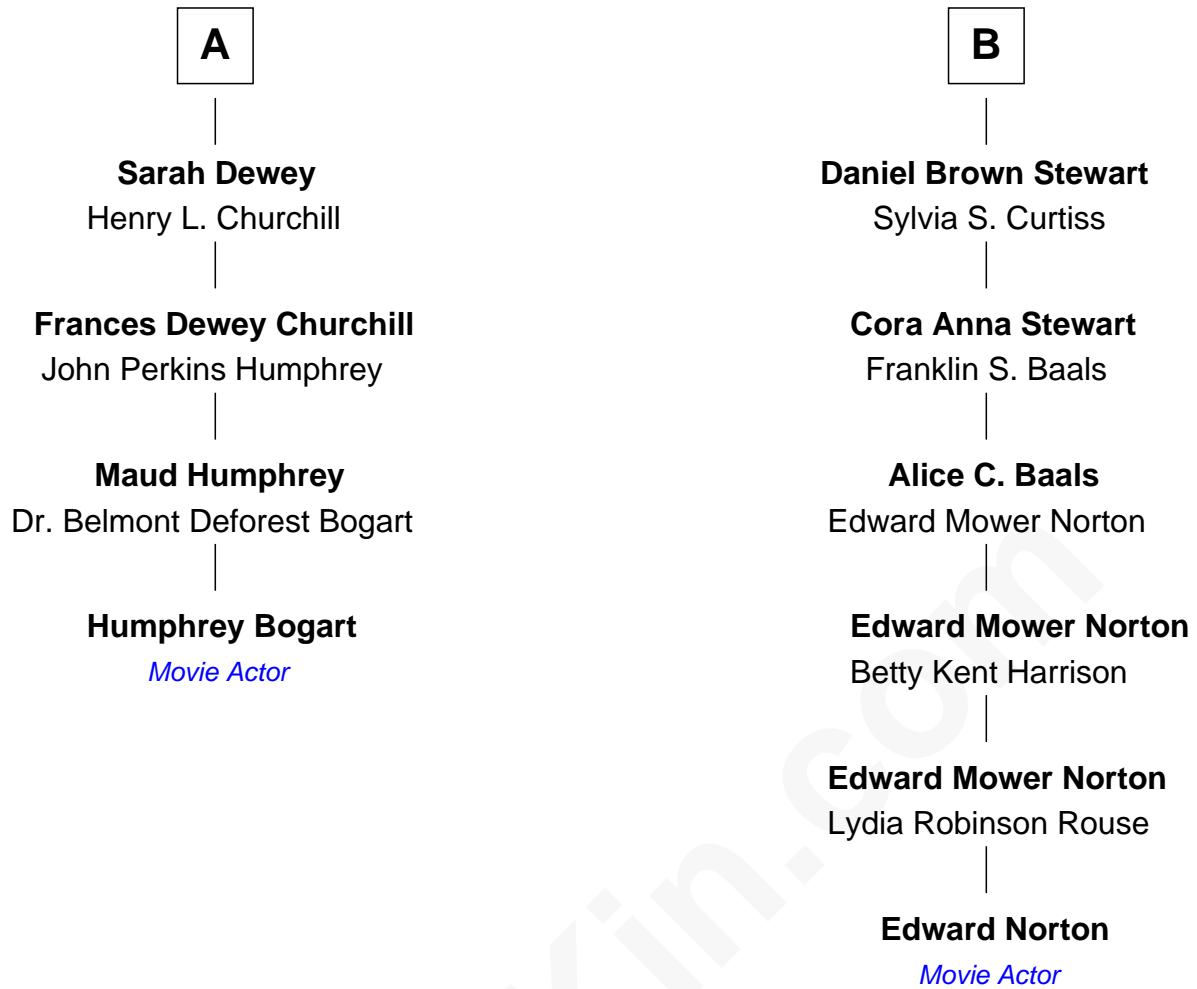 A
Sarah Dewey
Henry L. Churchill
Frances Dewey Churchill
John Perkins Humphrey
Maud Humphrey
Dr. Belmont Deforest Bogart
Humphrey Bogart
Movie Actor
B
Daniel Brown Stewart
Sylvia S. Curtiss
Cora Anna Stewart
Franklin S. Baals
Alice C. Baals
Edward Mower Norton
Edward Mower Norton
Betty Kent Harrison
Edward Mower Norton
Lydia Robinson Rouse
Edward Norton
Movie Actor